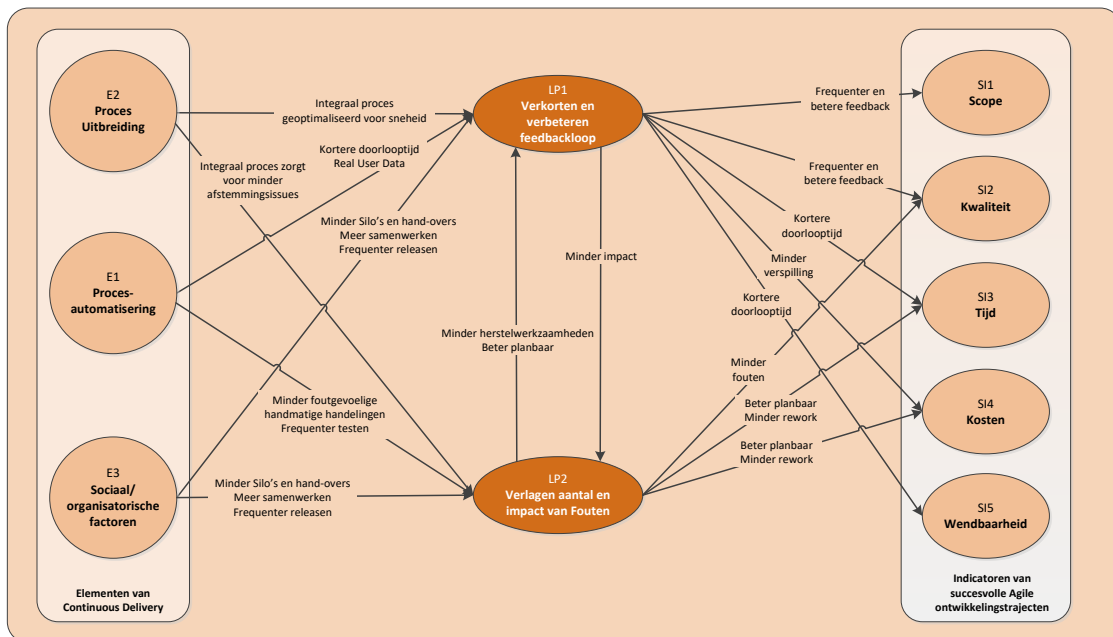 E2
Proces
Uitbreiding
E1
Proces-
automatisering
E3
Sociaal/
organisatorische
factoren
Elementen van
Continuous Delivery
Integraal proces
geoptimaliseerd voor sneheid
Kortere doorlooptijd
Real User Data
Integraal proces zorgt
voor minder
afstemmingsissues
Minder Silo's en hand-overs
Meer samenwerken
Frequenter releasen
Minder foutgevoelige
handmatige handelingen
Frequenter testen
Minder Silo's en hand-overs
Meer samenwerken
Frequenter releasen
LP1
Verkorten en
verbeteren
feedbackloop
Minder impact
Minder herstelwerkzaamheden
Beter planbaar
LP2
Verlagen aantal en
impact van Fouten
Frequenter en
betere feedback
Frequenter en
betere feedback
Kortere
doorlooptijd
Minder
verspilling
Kortere
doorlooptijd
Minder
fouten
Beter planbaar
Minder rework
Beter planbaar
Minder rework
SI1
Scope
SI2
Kwaliteit
SI3
Tijd
SI4
Kosten
SI5
Wendbaarheid
Indicatoren van
succesvolle Agile
ontwikkelingstrajecten